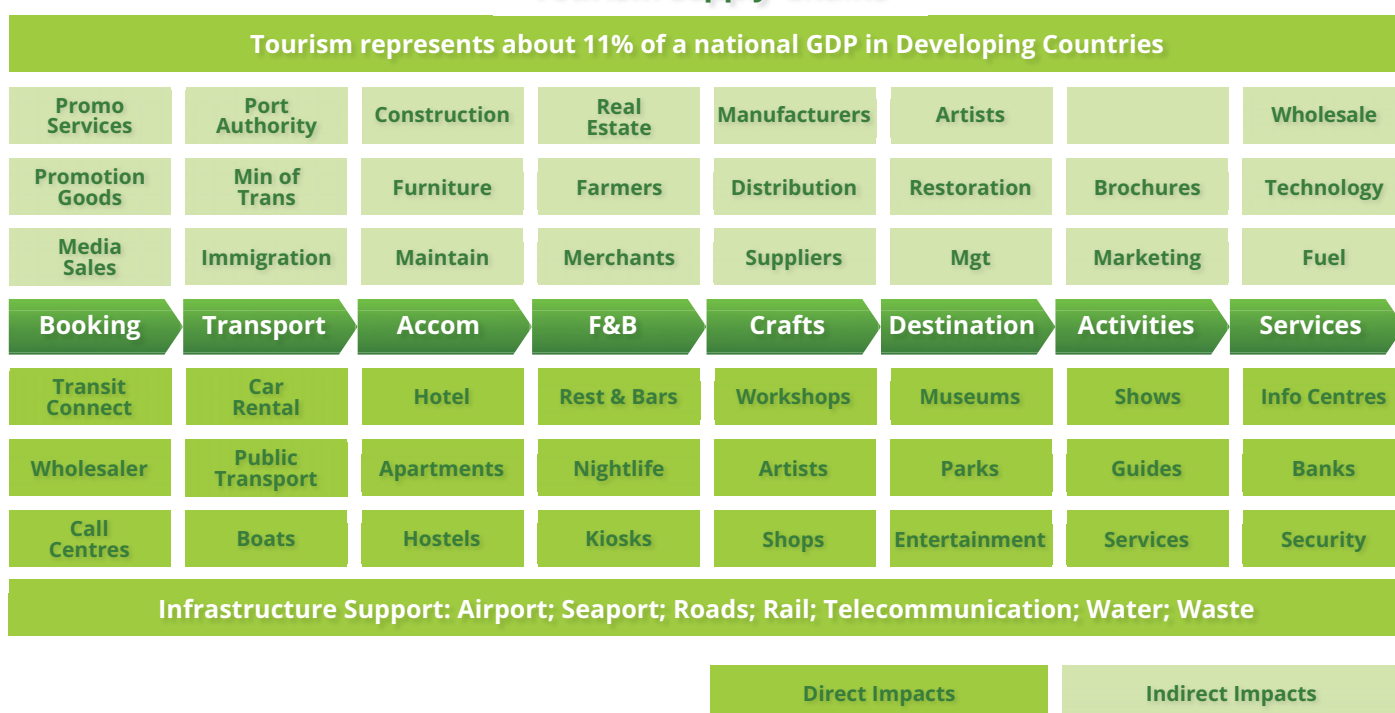 Tourism represents about 11% of a national GDP in Developing Countries
Promo
Services
Port
Authority
Construction
Real
Estate
Manufacturers
Artists
Wholesale
Promotion
Goods
Min of
Trans
Furniture
Farmers
Distribution
Restoration
Brochures
Technology
Media
Sales
Immigration
Maintain
Merchants
Suppliers
Mgt
Marketing
Fuel
Booking
Transport
Accom
F&B
Crafts
Destination
Activities
Services
Transit
Connect
Car
Rental
Hotel
Rest & Bars
Workshops
Museums
Shows
Info Centres
Wholesaler
Public
Transport
Apartments
Nightlife
Artists
Parks
Guides
Banks
Call
Centres
Boats
Hostels
Kiosks
Shops
Entertainment
Services
Security
Infrastructure Support: Airport; Seaport; Roads; Rail; Telecommunication; Water; Waste
Direct Impacts
Indirect Impacts